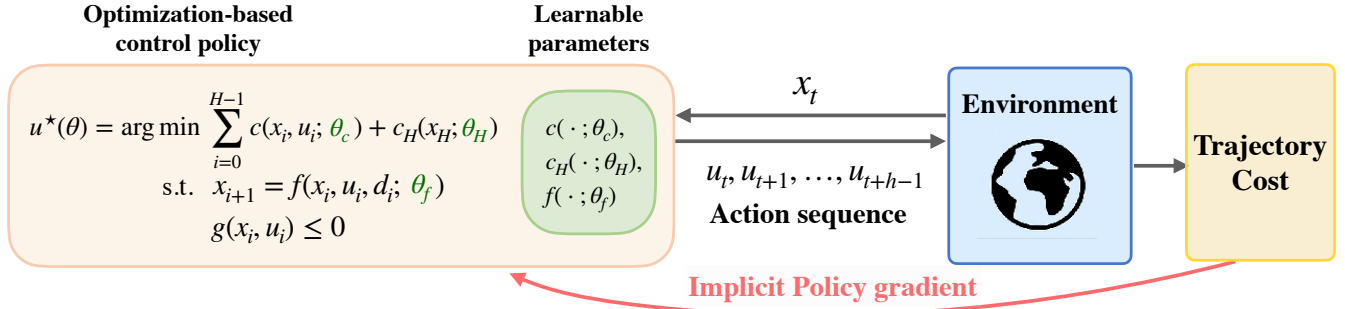 Optimization-based
control policy
Learnable
parameters
u⋆(θ) = arg min ∑_{i=0}^{H−1} c(x_i, u_i; θ_c) + c_H(x_H; θ_H)
s.t. x_{i+1} = f(x_i, u_i, d_i; θ_f)
g(x_i, u_i) ≤ 0
c( · ; θ_c),
c_H( · ; θ_H),
f( · ; θ_f)
x_t
u_t, u_{t+1}, …, u_{t+h−1}
Action sequence
Environment
Trajectory
Cost
Implicit Policy gradient